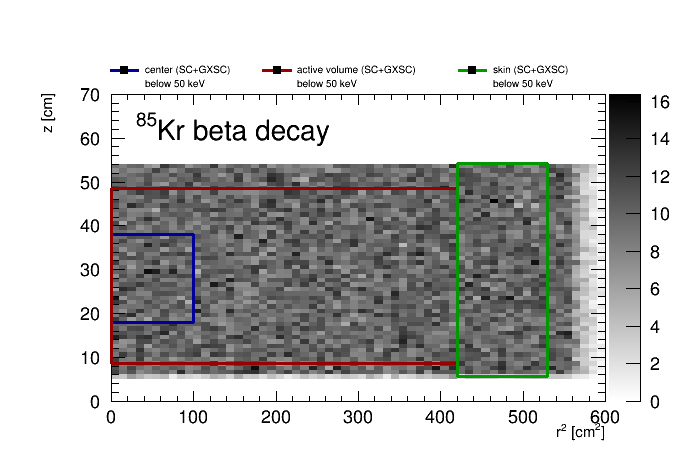 center (SC+GXSC) active volume (SC+GXSC) skin (SC+GXSC)
below 50 keV below 50 keV below 50 keV
z [cm]
⁸⁵Kr beta decay
70
60
50
40
30
20
10
0
0 100 200 300 400 500 600
r² [cm²]
16
14
12
10
8
6
4
2
0